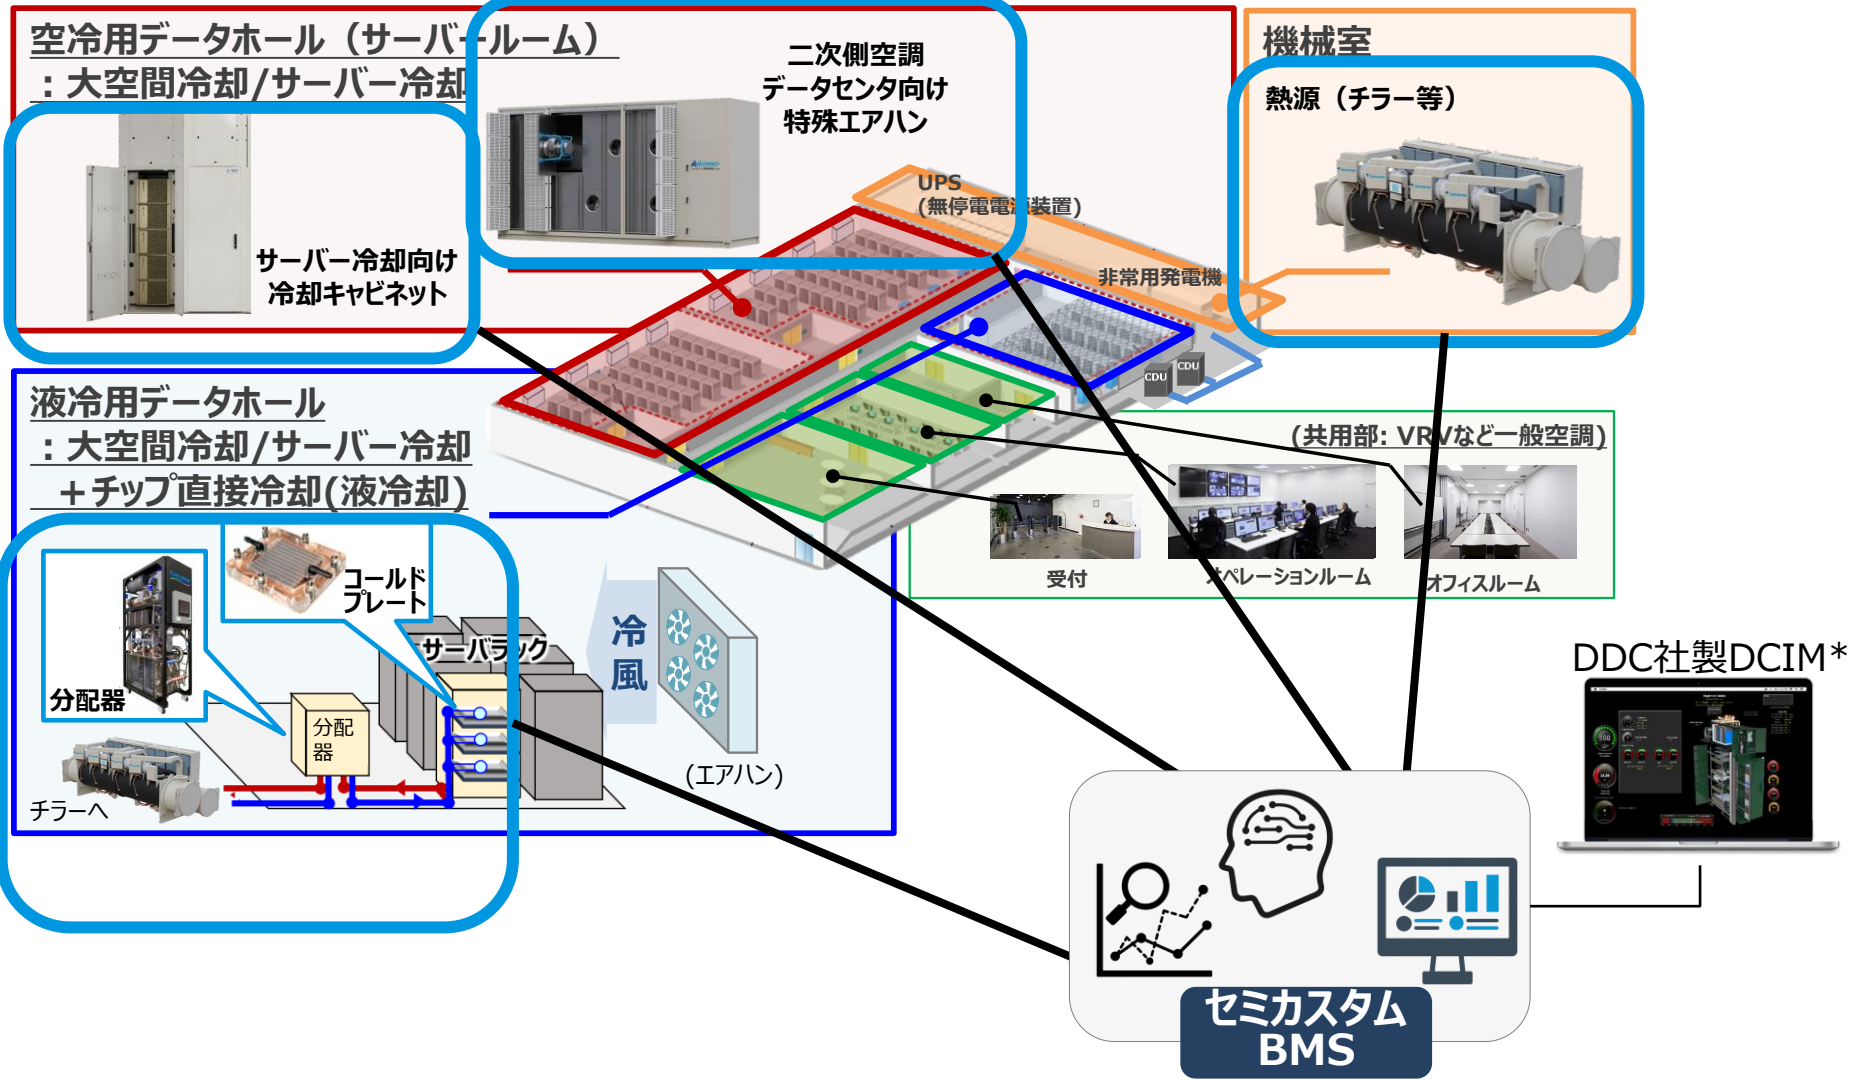 空冷用データホール（サーバールーム）
：大空間冷却/サーバー冷却
二次側空調
データセンタ向け
特殊エアハン
サーバー冷却向け
冷却キャビネット
機械室
熱源（チラー等）
UPS
(無停電電源装置)
非常用発電機
CDU
CDU
液冷用データホール
：大空間冷却/サーバー冷却
＋チップ直接冷却(液冷却)
(共用部: VRVなど一般空調)
受付
オペレーションルーム
オフィスルーム
コールド
プレート
分配器
サーバラック
分配
器
冷
風
(エアハン)
チラーへ
DDC社製DCIM*
セミカスタム
BMS